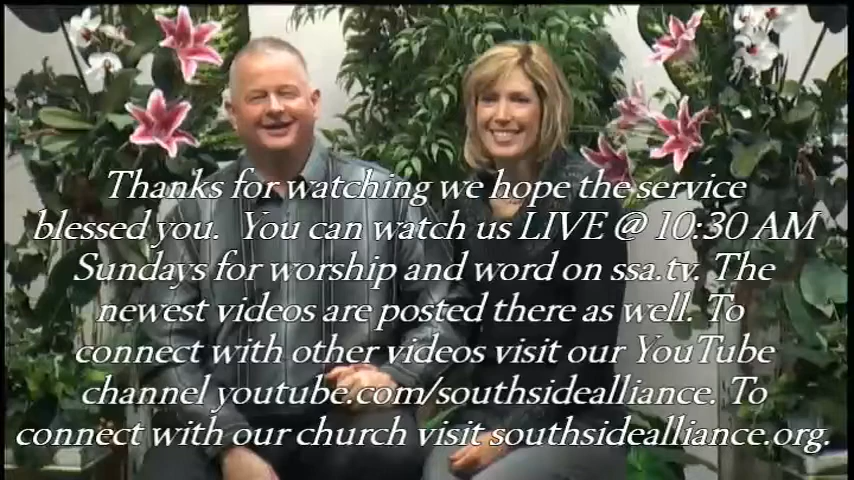 Thanks for watching we hope the service
blessed you. You can watch us LIVE @ 10:30 AM
Sundays for worship and word on ssa.tv. The
newest videos are posted there as well. To
connect with other videos visit our YouTube
channel youtube.com/southsidealliance. To
connect with our church visit southsidealliance.org.